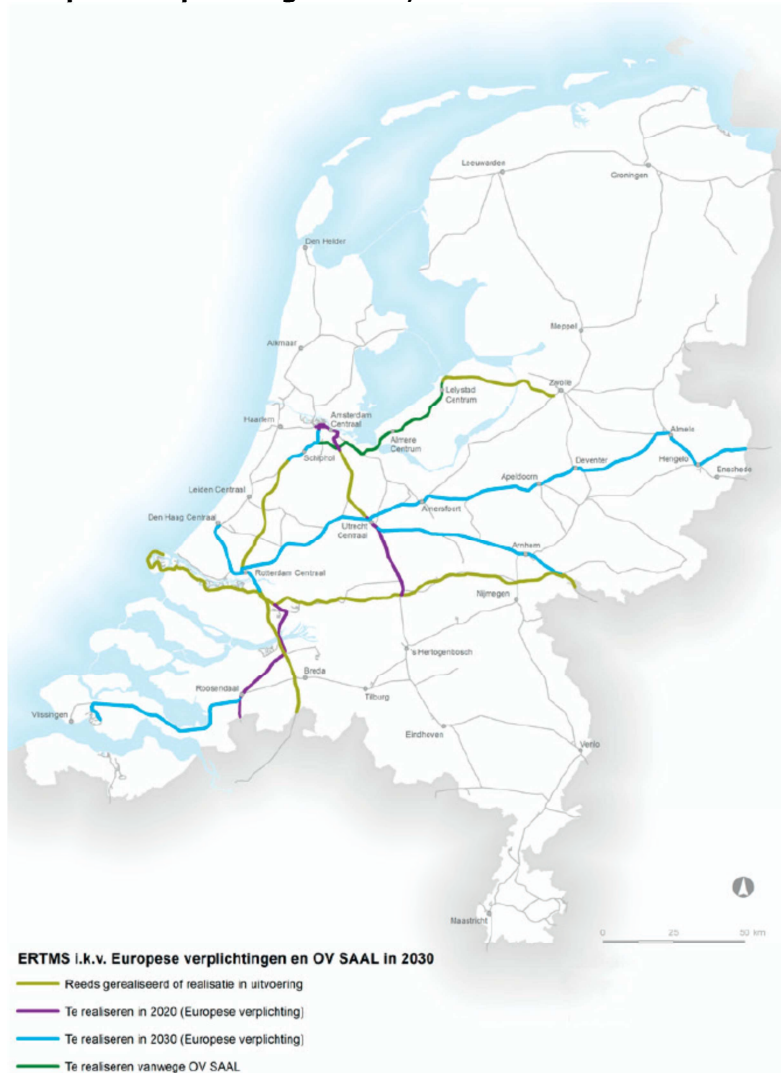 Leeuwarden
Groningen
Den Helder
Meppel
Alkmaar
Zwolle
Lelystad
Centrum
Haarlem
Amsterdam
Centraal
Almere
Centrum
Almelo
Schiphol
Hengelo
Enschede
Deventer
Apeldoorn
Leiden Centraal
Amersfoort
Den Haag Centraal
Utrecht
Centraal
Arnhem
Rotterdam Centraal
Nijmegen
's Hertogenbosch
Breda
Roosendaal
Tilburg
Vlissingen
Eindhoven
Venlo
Maastricht
0 25 50 km
ERTMS i.k.v. Europese verplichtingen en OV SAAL in 2030
Reeds gerealiseerd of realisatie in uitvoering
Te realiseren in 2020 (Europese verplichting)
Te realiseren in 2030 (Europese verplichting)
Te realiseren vanwege OV SAAL